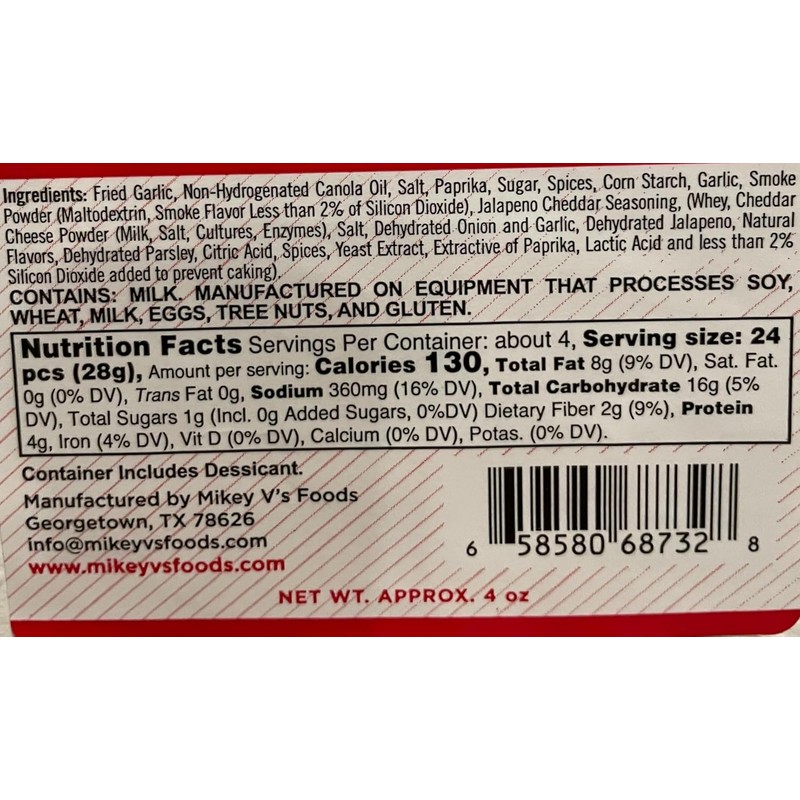 Ingredients: Fried Garlic, Non-Hydrogenated Canola Oil, Salt, Paprika, Sugar, Spices, Corn Starch, Garlic, Smoke
Powder (Maltodextrin, Smoke Flavor Less than 2% of Silicon Dioxide), Jalapeno Cheddar Seasoning, (Whey, Cheddar
Cheese Powder (Milk, Salt, Cultures, Enzymes), Salt, Dehydrated Onion and Garlic, Dehydrated Jalapeno, Natural
Flavors, Dehydrated Parsley, Citric Acid, Spices, Yeast Extract, Extractive of Paprika, Lactic Acid and less than 2%
Silicon Dioxide added to prevent caking).
CONTAINS: MILK. MANUFACTURED ON EQUIPMENT THAT PROCESSES SOY,
WHEAT, MILK, EGGS, TREE NUTS, AND GLUTEN.
Nutrition Facts Servings Per Container: about 4, Serving size: 24
pcs (28g), Amount per serving: Calories 130, Total Fat 8g (9% DV), Sat. Fat.
0g (0% DV), Trans Fat 0g, Sodium 360mg (16% DV), Total Carbohydrate 16g (5%
DV), Total Sugars 1g (Incl. 0g Added Sugars, 0%DV) Dietary Fiber 2g (9%), Protein
4g, Iron (4% DV), Vit D (0% DV), Calcium (0% DV), Potas. (0% DV).
Container Includes Dessicant.
Manufactured by Mikey V's Foods
Georgetown, TX 78626
info@mikeyvsfoods.com
www.mikeyvsfoods.com
6 58580 68732 8
NET WT. APPROX. 4 oz